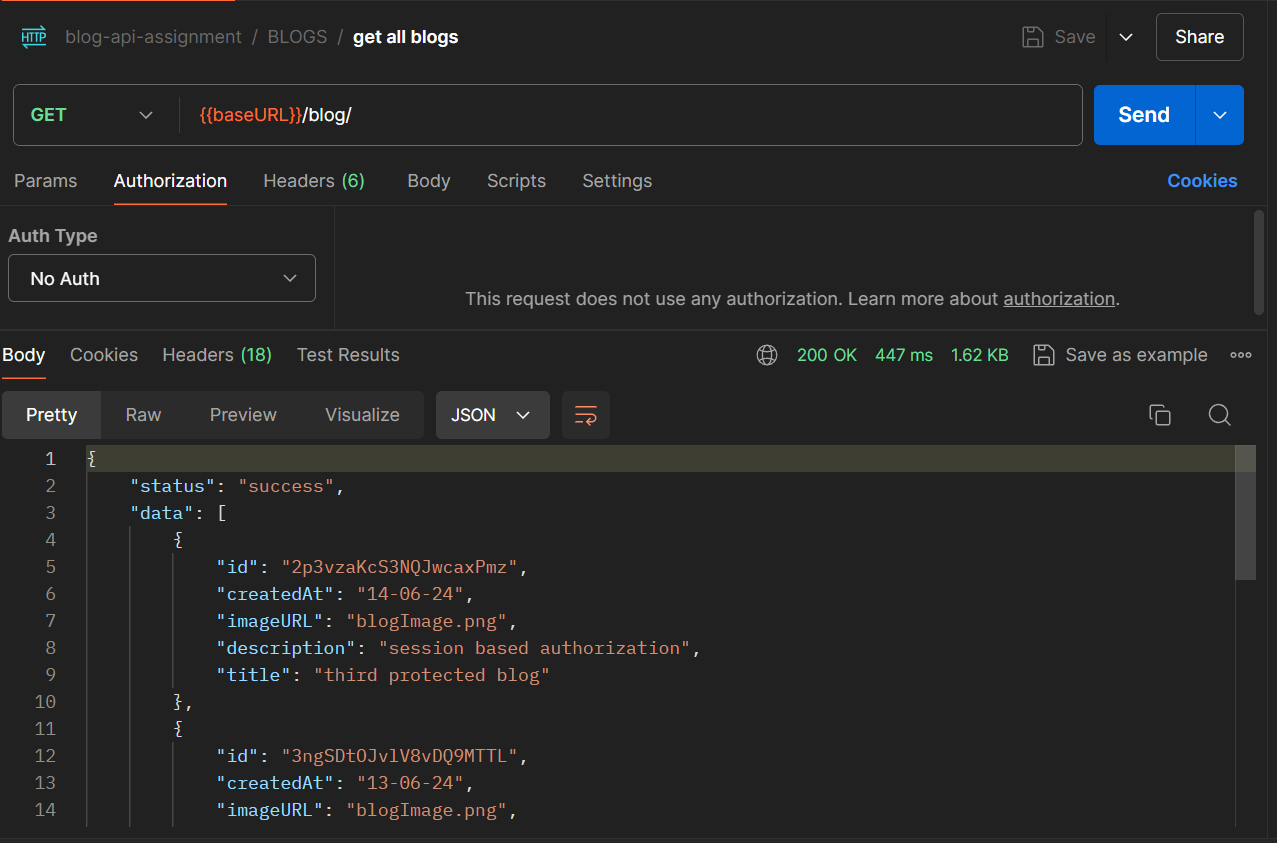 HTTP blog-api-assignment / BLOGS / get all blogs Save Share
GET {{baseURL}}/blog/ Send
Params Authorization Headers (6) Body Scripts Settings Cookies
Auth Type
No Auth
This request does not use any authorization. Learn more about authorization.
Body Cookies Headers (18) Test Results 200 OK 447 ms 1.62 KB Save as example
Pretty Raw Preview Visualize JSON
1 {
2 "status": "success",
3 "data": [
4 {
5 "id": "2p3vzaKcS3NQJwcaxPmz",
6 "createdAt": "14-06-24",
7 "imageURL": "blogImage.png",
8 "description": "session based authorization",
9 "title": "third protected blog"
10 },
11 {
12 "id": "3ngSDtOJvlV8vDQ9MTTL",
13 "createdAt": "13-06-24",
14 "imageURL": "blogImage.png",